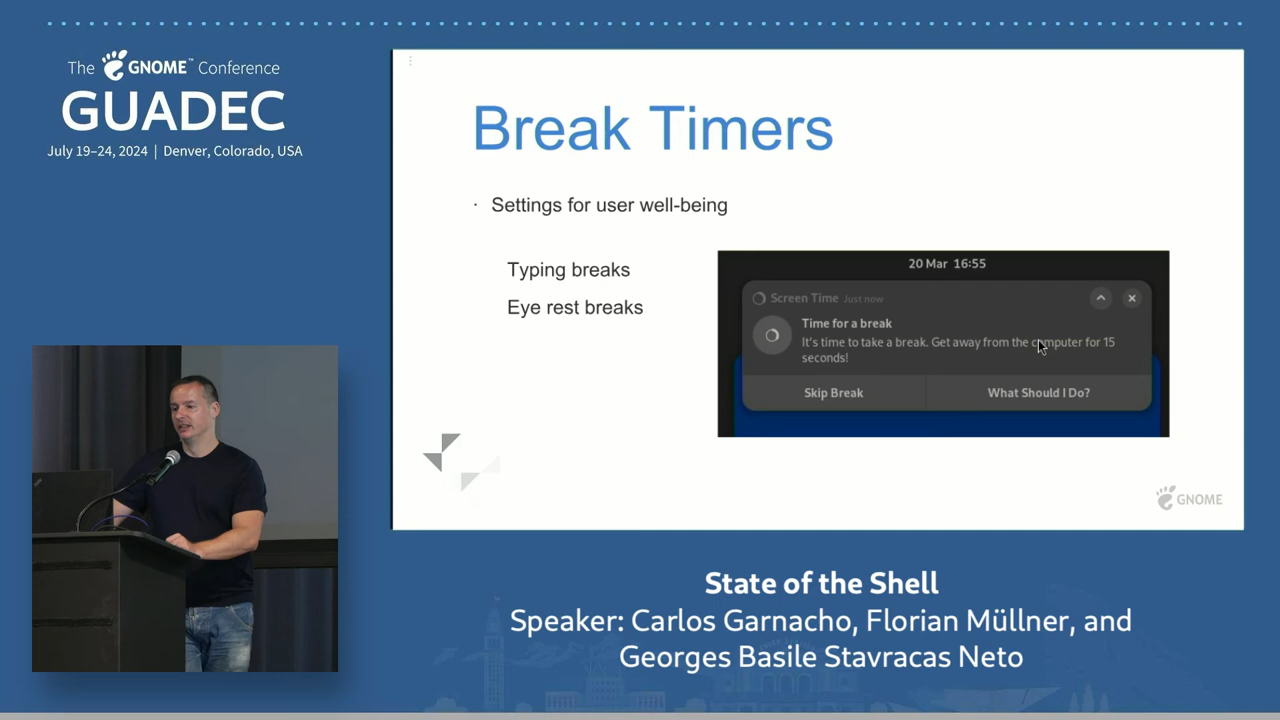 The GNOME™ Conference
GUADEC
July 19–24, 2024 | Denver, Colorado, USA
Break Timers
· Settings for user well-being
Typing breaks
Eye rest breaks
20 Mar 16:55
Screen Time Just now
Time for a break
It's time to take a break. Get away from the computer for 15
seconds!
Skip Break
What Should I Do?
GNOME
State of the Shell
Speaker: Carlos Garnacho, Florian Müllner, and
Georges Basile Stavracas Neto